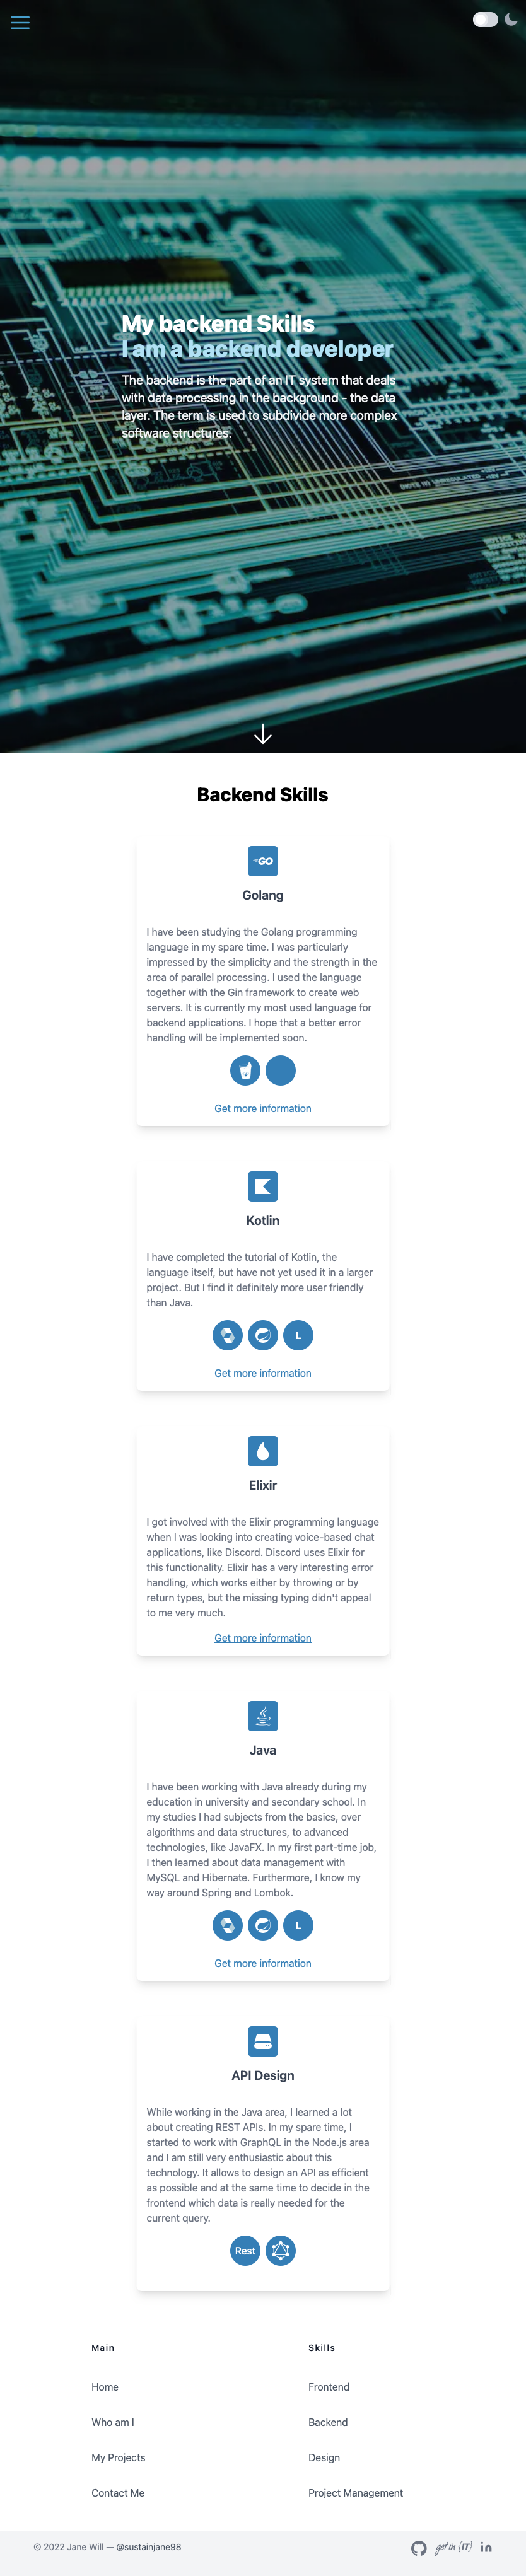 My backend Skills
I am a backend developer
The backend is the part of an IT system that deals
with data processing in the background - the data
layer. The term is used to subdivide more complex
software structures.
Backend Skills
GO
Golang
I have been studying the Golang programming
language in my spare time. I was particularly
impressed by the simplicity and the strength in the
area of parallel processing. I used the language
together with the Gin framework to create web
servers. It is currently my most used language for
backend applications. I hope that a better error
handling will be implemented soon.
Get more information
Kotlin
I have completed the tutorial of Kotlin, the
language itself, but have not yet used it in a larger
project. But I find it definitely more user friendly
than Java.
L
Get more information
Elixir
I got involved with the Elixir programming language
when I was looking into creating voice-based chat
applications, like Discord. Discord uses Elixir for
this functionality. Elixir has a very interesting error
handling, which works either by throwing or by
return types, but the missing typing didn't appeal
to me very much.
Get more information
Java
I have been working with Java already during my
education in university and secondary school. In
my studies I had subjects from the basics, over
algorithms and data structures, to advanced
technologies, like JavaFX. In my first part-time job,
I then learned about data management with
MySQL and Hibernate. Furthermore, I know my
way around Spring and Lombok.
L
Get more information
API Design
While working in the Java area, I learned a lot
about creating REST APIs. In my spare time, I
started to work with GraphQL in the Node.js area
and I am still very enthusiastic about this
technology. It allows to design an API as efficient
as possible and at the same time to decide in the
frontend which data is really needed for the
current query.
Rest
Main
Home
Who am I
My Projects
Contact Me
Skills
Frontend
Backend
Design
Project Management
© 2022 Jane Will — @sustainjane98
get in {IT}
in